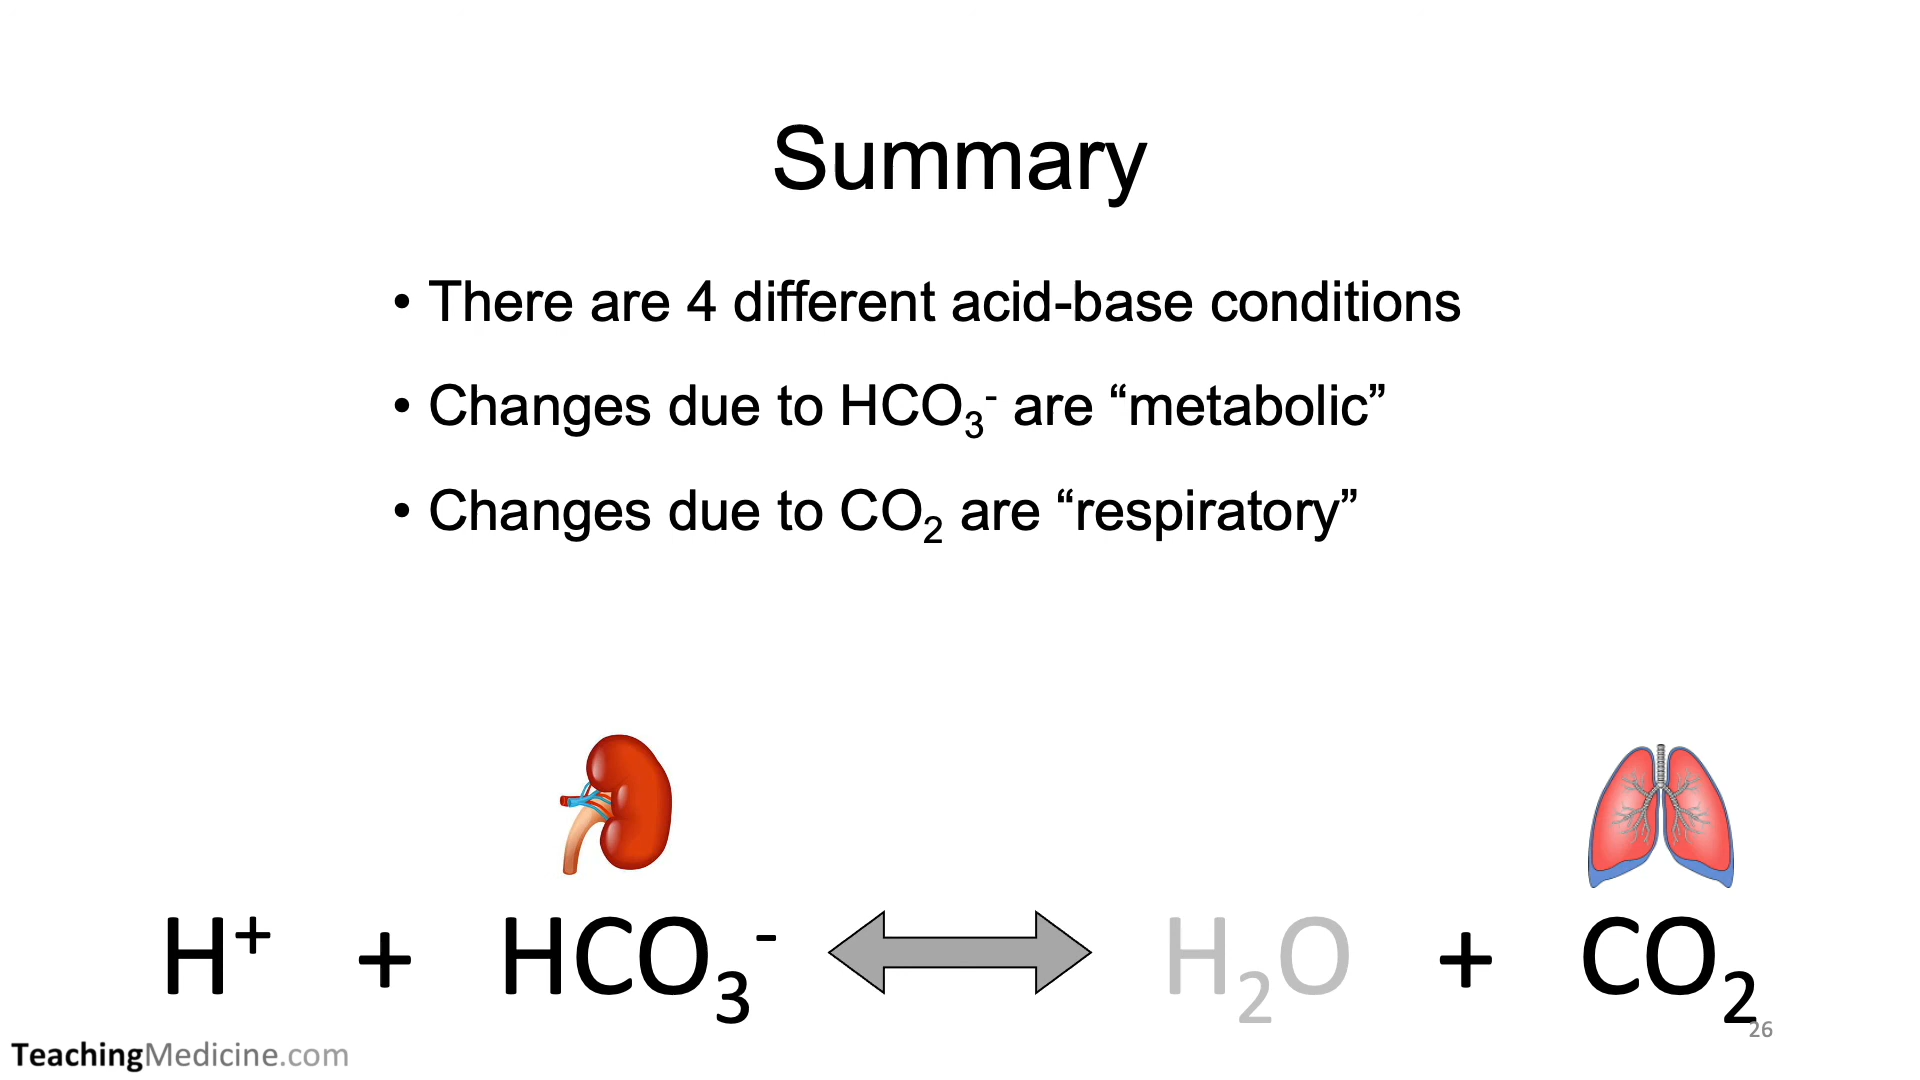 Summary
• There are 4 different acid-base conditions
• Changes due to HCO₃⁻ are “metabolic”
• Changes due to CO₂ are “respiratory”
H⁺ + HCO₃⁻ H₂O + CO₂
26
TeachingMedicine.com